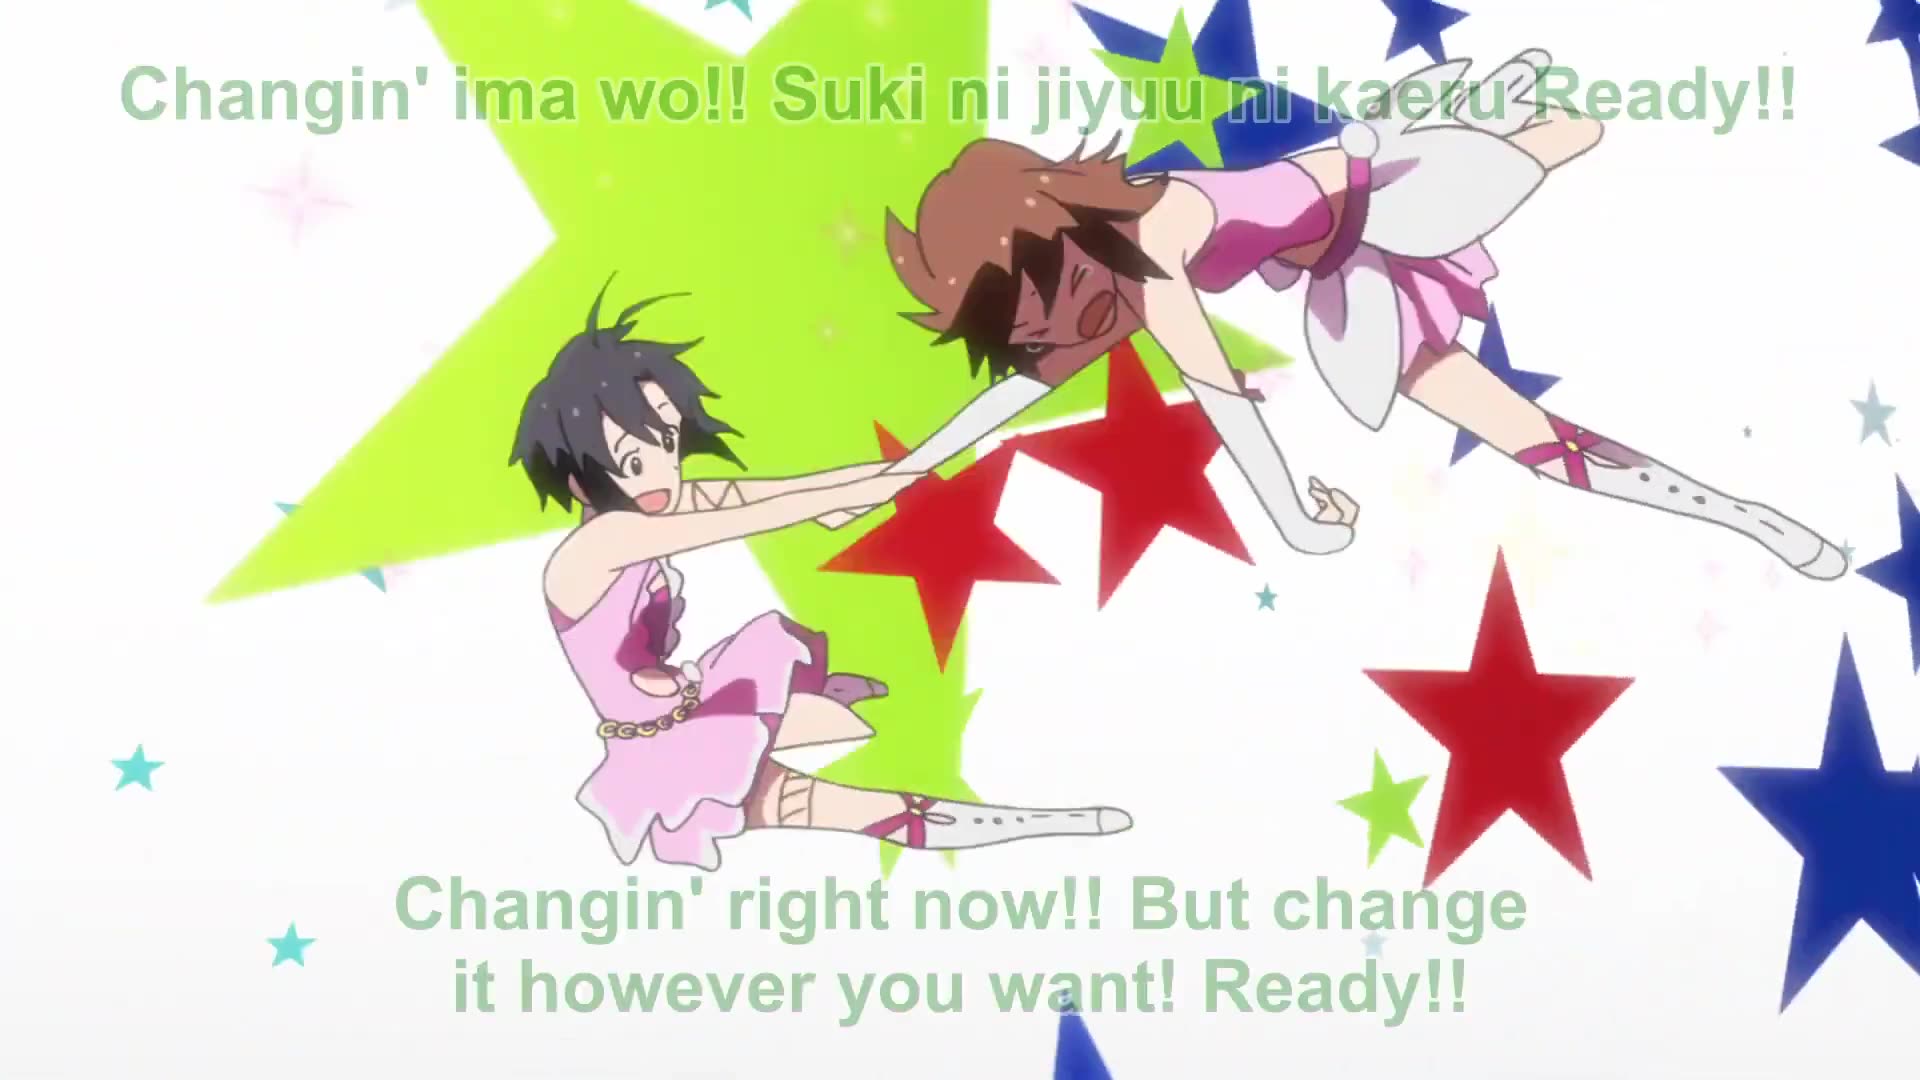 Changin' ima wo!! Suki ni jiyuu ni kaeru Ready!!
Changin' right now!! But change
it however you want! Ready!!